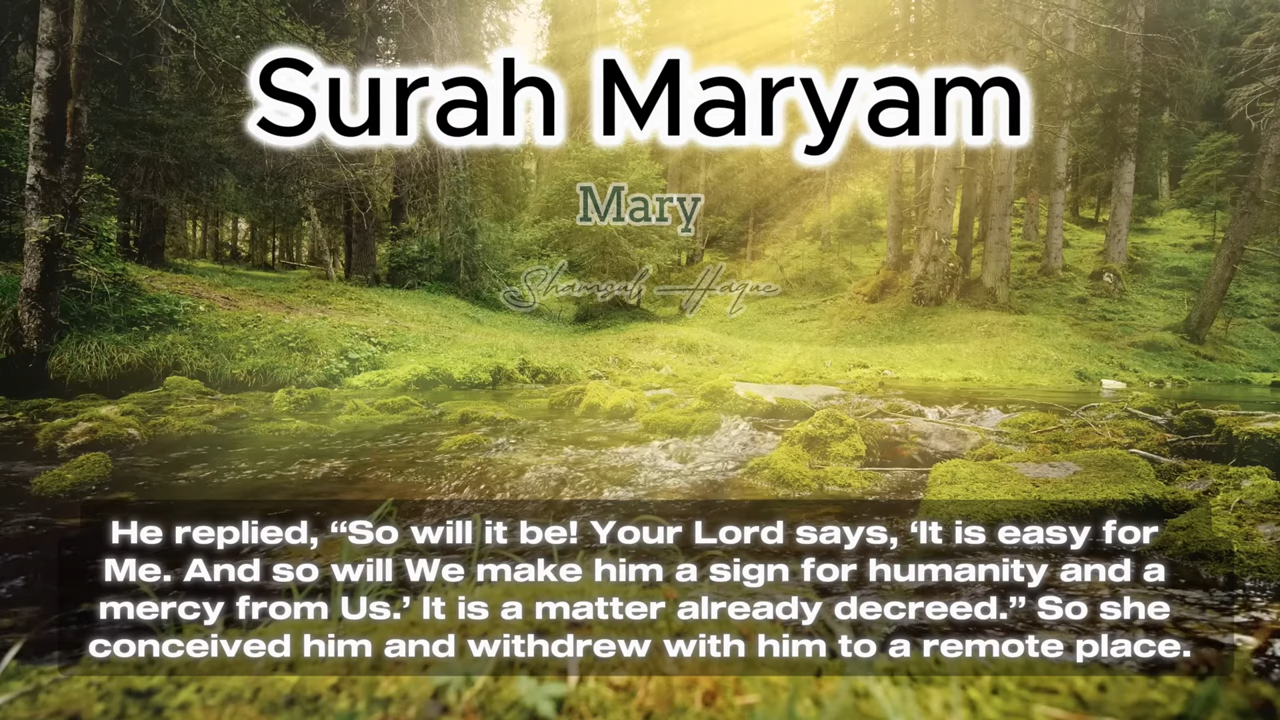 Surah Maryam
Mary
Shamsul Haque
He replied, “So will it be! Your Lord says, ‘It is easy for
Me. And so will We make him a sign for humanity and a
mercy from Us.’ It is a matter already decreed.” So she
conceived him and withdrew with him to a remote place.